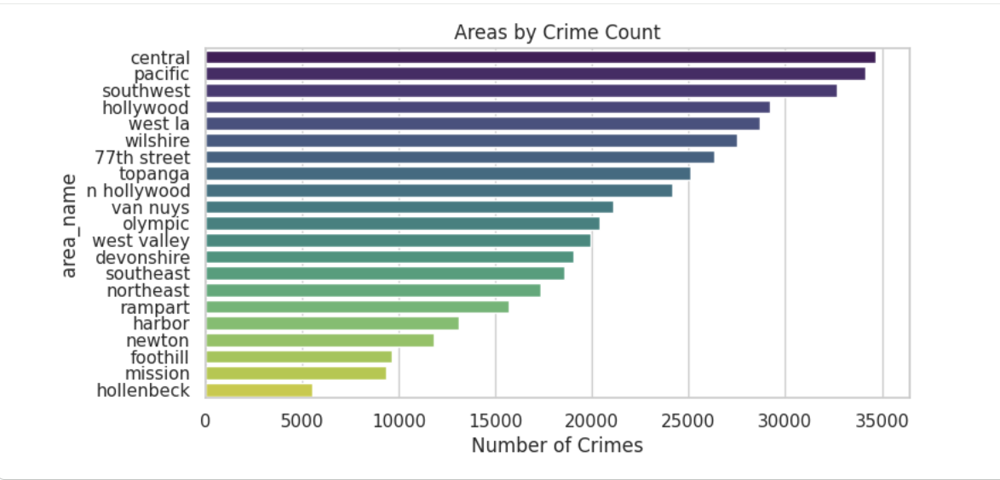 Areas by Crime Count
central
pacific
southwest
hollywood
west la
wilshire
77th street
topanga
n hollywood
van nuys
olympic
west valley
devonshire
southeast
northeast
rampart
harbor
newton
foothill
mission
hollenbeck
area_name
0 5000 10000 15000 20000 25000 30000 35000
Number of Crimes